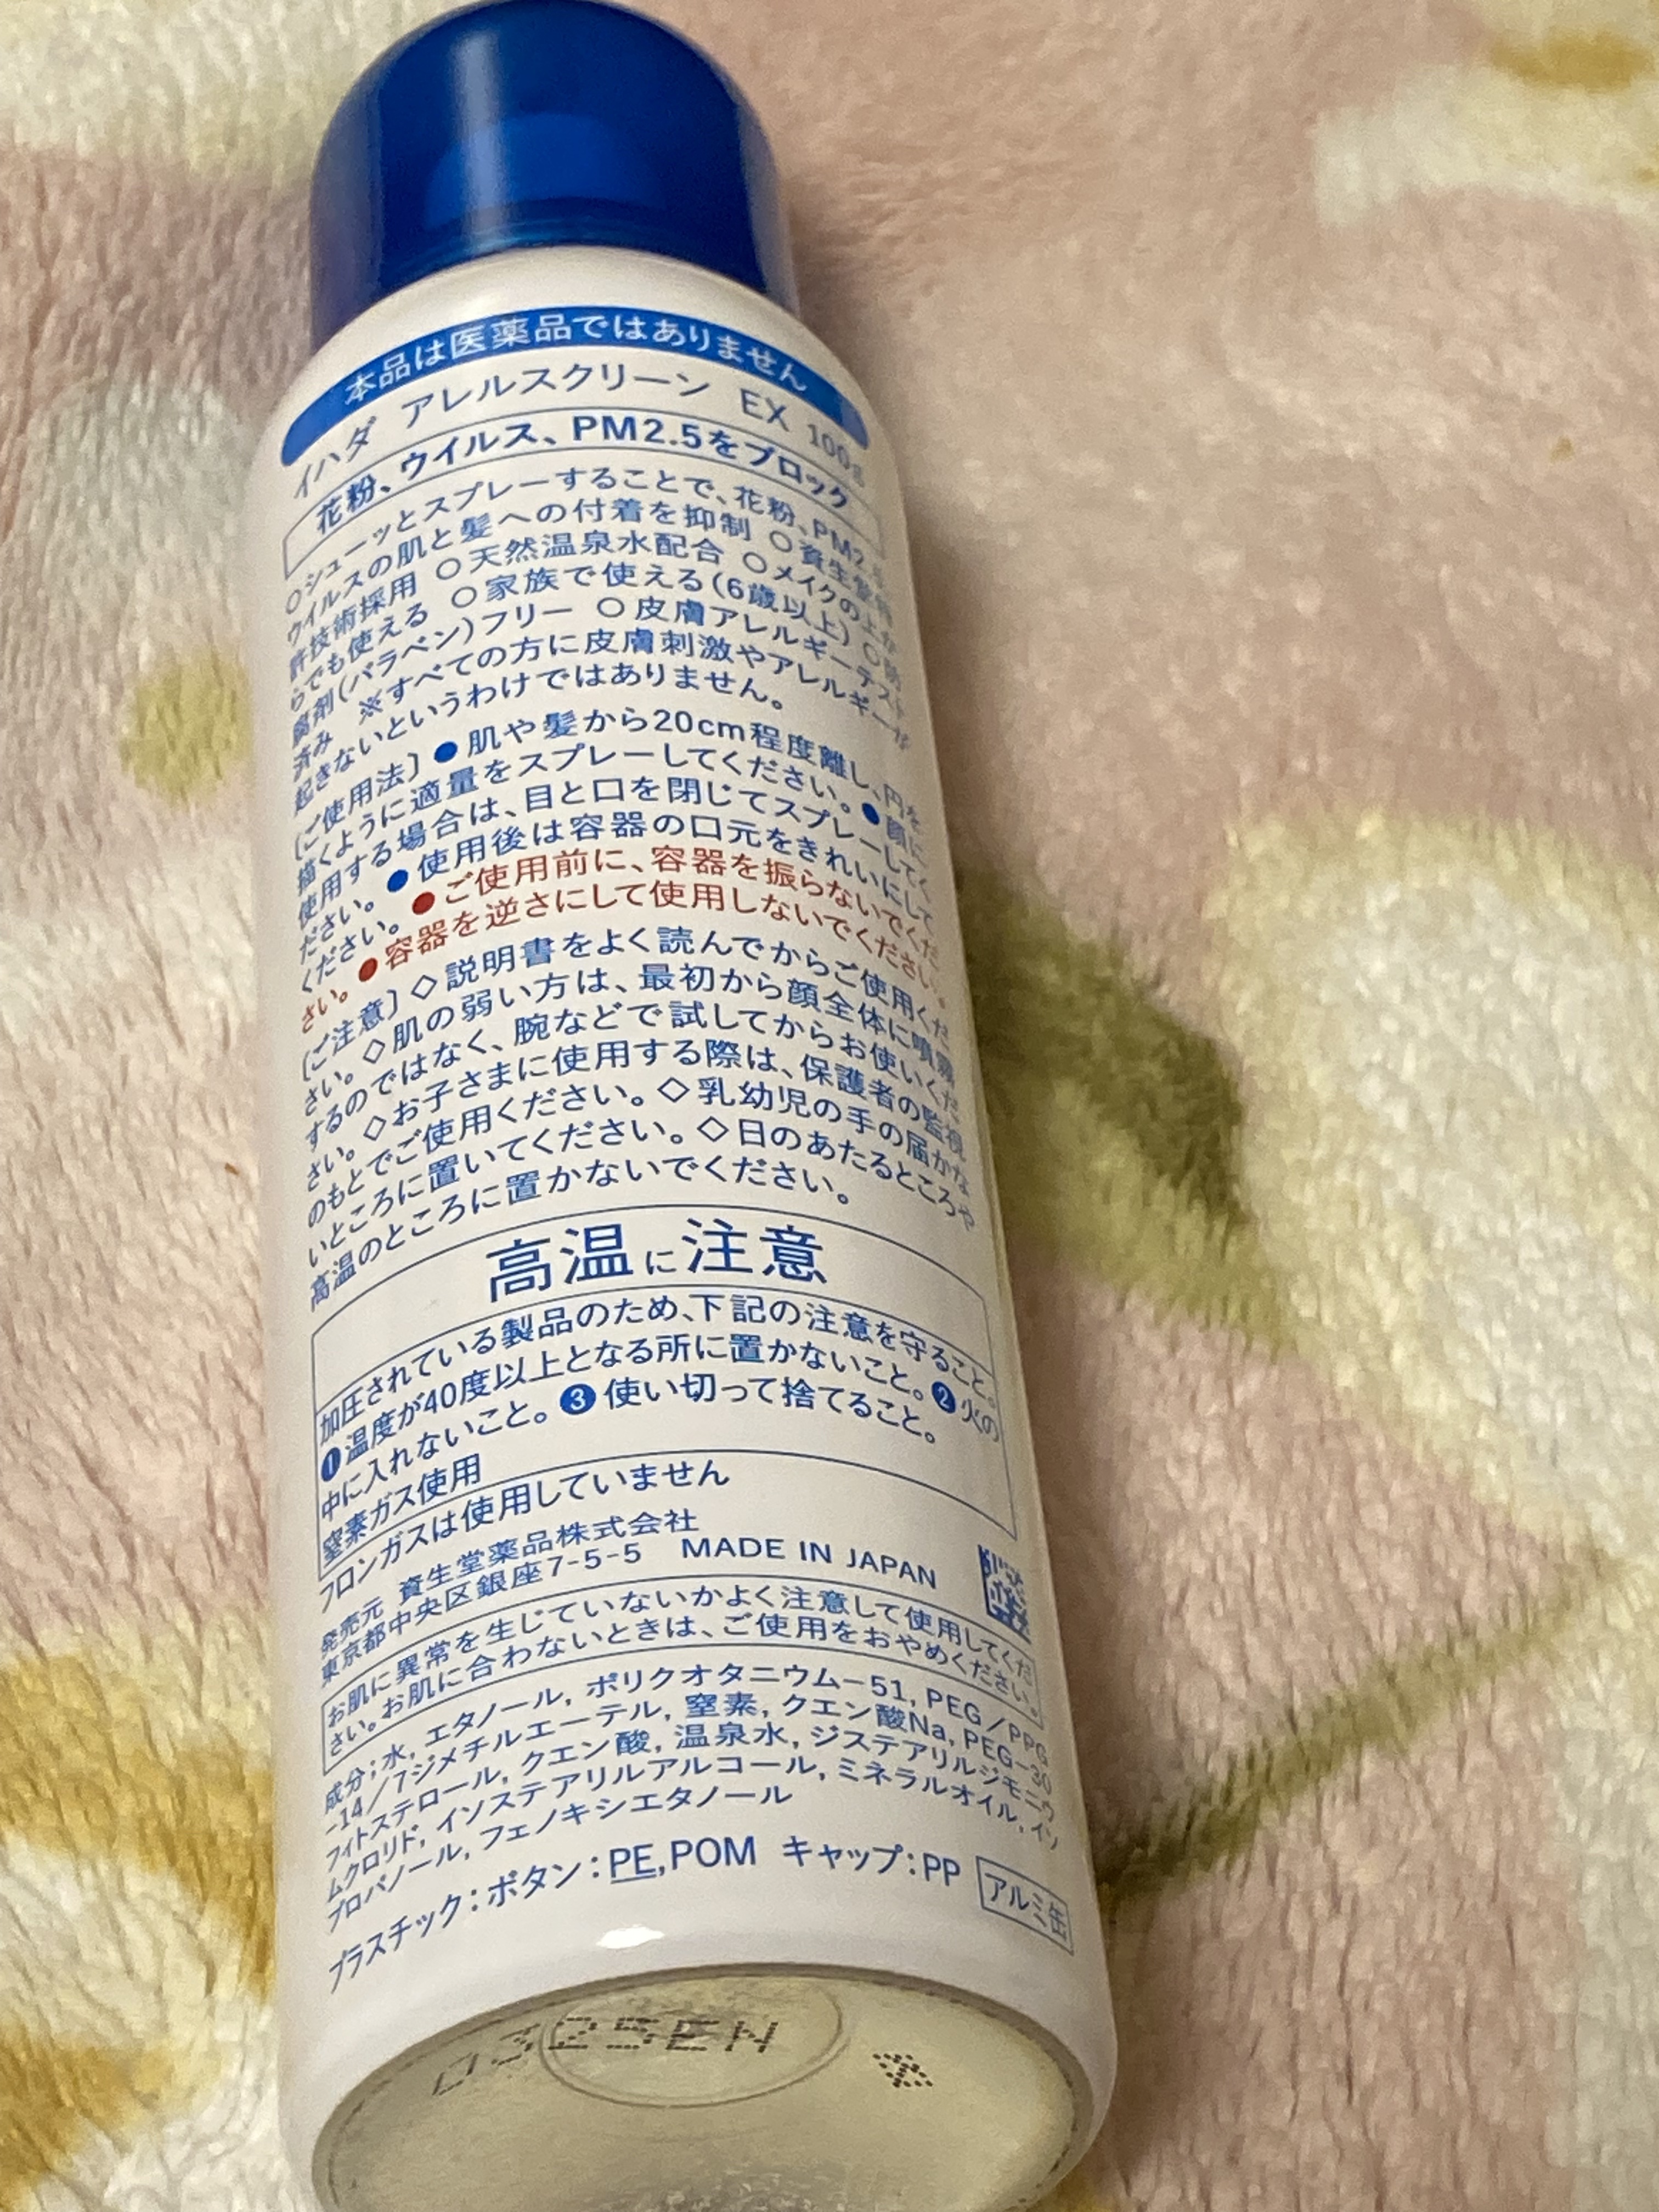 本品は医薬品ではありません
イハダ アレルスクリーン EX 100g
花粉、ウイルス、PM2.5をブロック
○シューッとスプレーすることで、花粉、PM2.5、
ウイルスの肌と髪への付着を抑制 ○資生堂特
許技術採用 ○天然温泉水配合 ○メイクの上か
らでも使える ○家族で使える(6歳以上) ○防
腐剤(パラベン)フリー ○皮膚アレルギーテスト
済み ※すべての方に皮膚刺激やアレルギーが
起きないというわけではありません。
〔ご使用法〕●肌や髪から20cm程度離し、円を
描くように適量をスプレーしてください。●顔に
使用する場合は、目と口を閉じてスプレーしてく
ださい。●使用後は容器の口元をきれいにして
ください。●ご使用前に、容器を振らないでくだ
さい。●容器を逆さにして使用しないでください。
〔ご注意〕◇説明書をよく読んでからご使用くだ
さい。◇肌の弱い方は、最初から顔全体に噴霧
するのではなく、腕などで試してからお使いくだ
さい。◇お子さまに使用する際は、保護者の監視
のもとでご使用ください。◇乳幼児の手の届かな
いところに置いてください。◇日のあたるところや
高温のところに置かないでください。
高温に注意
加圧されている製品のため、下記の注意を守ること。
❶温度が40度以上となる所に置かないこと。❷火の
中に入れないこと。❸使い切って捨てること。
窒素ガス使用
フロンガスは使用していません
発売元 資生堂薬品株式会社
東京都中央区銀座7-5-5 MADE IN JAPAN
お肌に異常を生じていないかよく注意して使用してくだ
さい。お肌に合わないときは、ご使用をおやめください。
成分;水, エタノール, ポリクオタニウム−51, PEG/PPG
−14/7ジメチルエーテル, 窒素, クエン酸Na, PEG−30
フィトステロール, クエン酸, 温泉水, ジステアリルジモニウ
ムクロリド, イソステアリルアルコール, ミネラルオイル, イソ
プロパノール, フェノキシエタノール
プラスチック:ボタン:PE,POM キャップ:PP アルミ缶
0325EN